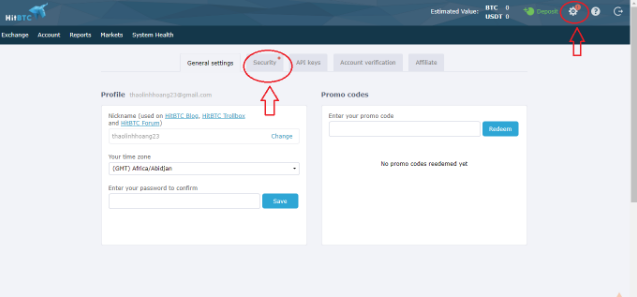 HitBTC
Estimated Value: BTC 0
USDT 0
Deposit
Exchange Account Reports Markets System Health
General settings Security API keys Account verification Affiliate
Profile thaolinhhoang23@gmail.com
Promo codes
Nickname (used on HitBTC Blog, HitBTC Trollbox
and HitBTC Forum)
thaolinhhoang23 Change
Enter your promo code
Redeem
Your time zone
(GMT) Africa/Abidjan
No promo codes reedemed yet
Enter your password to confirm
Save